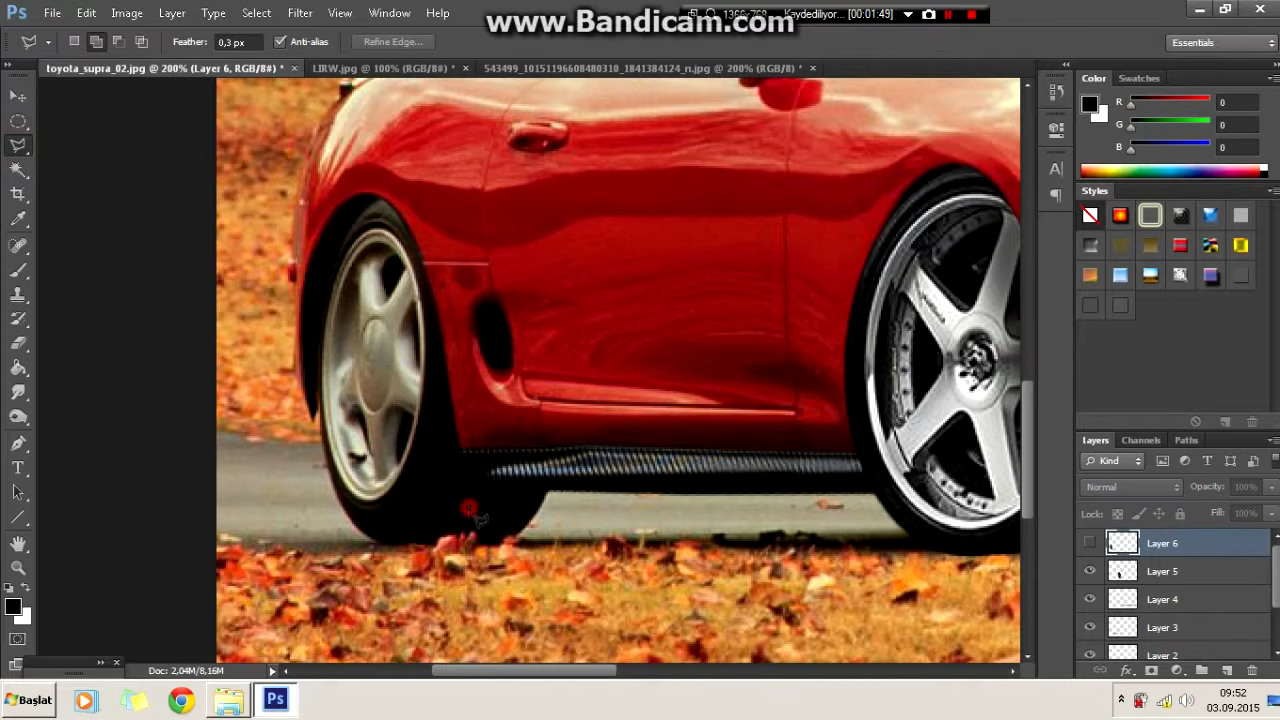 www.Bandicam.com
1366x768 Kaydediliyor... [00:01:49]
Ps File Edit Image Layer Type Select Filter View Window Help
Feather: 0,3 px Anti-alias Refine Edge... Essentials
toyota_supra_02.jpg @ 200% (Layer 6, RGB/8#) * LIRW.jpg @ 100% (RGB/8#) * 543499_10151196608480310_1841384124_n.jpg @ 200% (RGB/8) *
Color Swatches
R 0
G 0
B 0
Styles
Layers Channels Paths
Kind
Normal Opacity: 100%
Lock: Fill: 100%
Layer 6
Layer 5
Layer 4
Layer 3
Layer 2
200% Doc: 2,04M/8,16M
Başlat Ps
09:52
03.09.2015